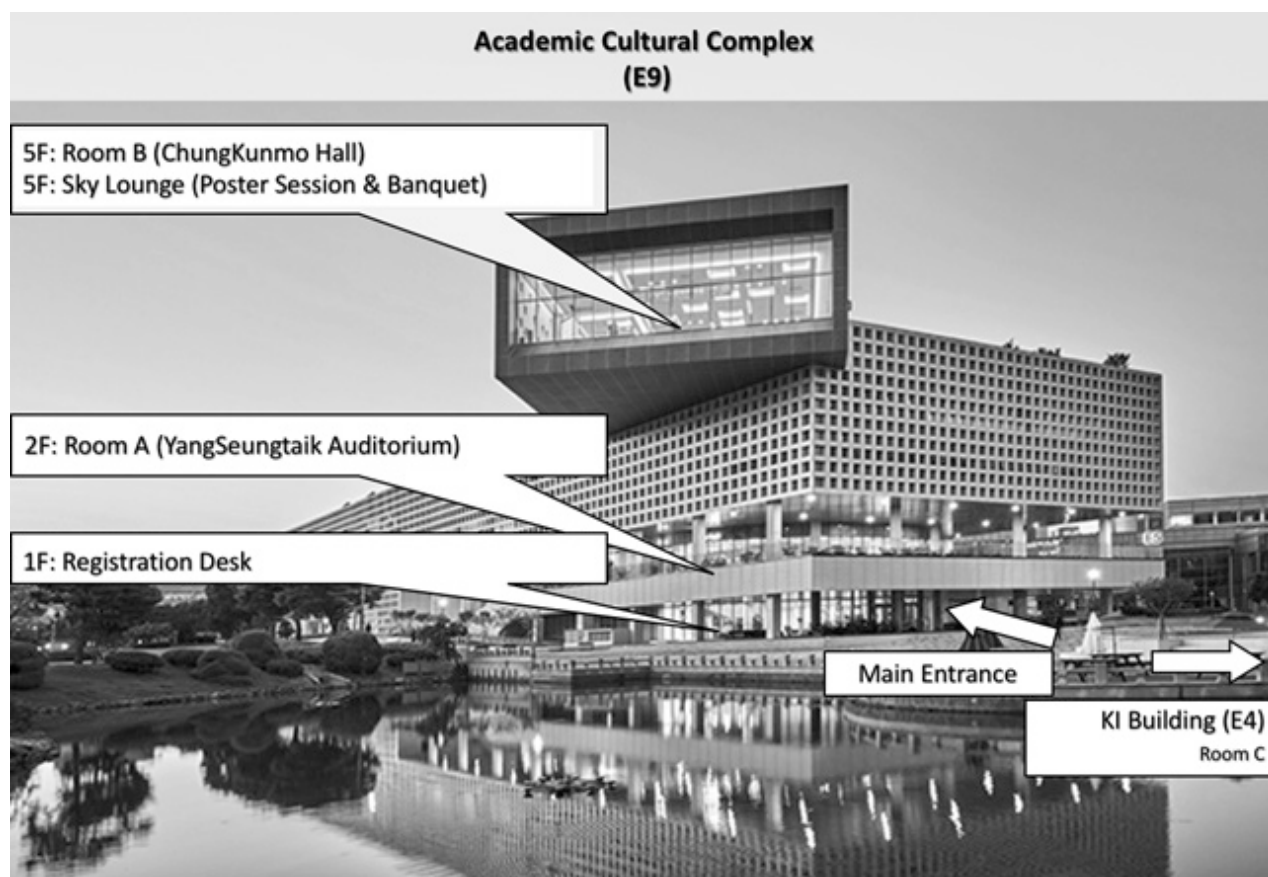 Academic Cultural Complex
(E9)
5F: Room B (ChungKunmo Hall)
5F: Sky Lounge (Poster Session & Banquet)
2F: Room A (YangSeungtaik Auditorium)
1F: Registration Desk
Main Entrance
KI Building (E4)
Room C